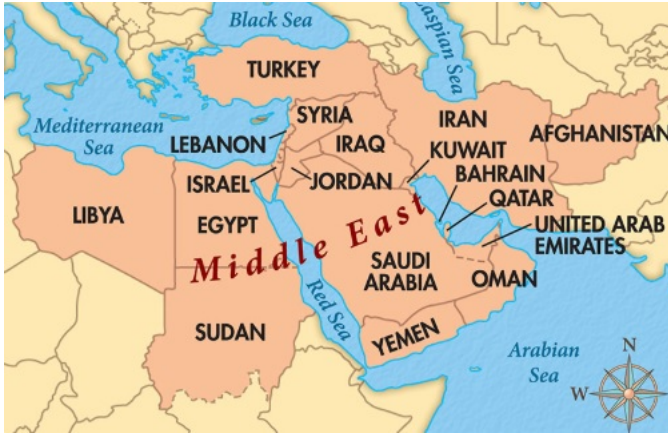 Black Sea
Caspian Sea
TURKEY
Mediterranean
Sea
SYRIA
LEBANON
IRAQ
IRAN
AFGHANISTAN
ISRAEL
JORDAN
KUWAIT
BAHRAIN
QATAR
LIBYA
EGYPT
UNITED ARAB
EMIRATES
Middle East
SAUDI
ARABIA
OMAN
Red Sea
SUDAN
YEMEN
Arabian
Sea
N
W